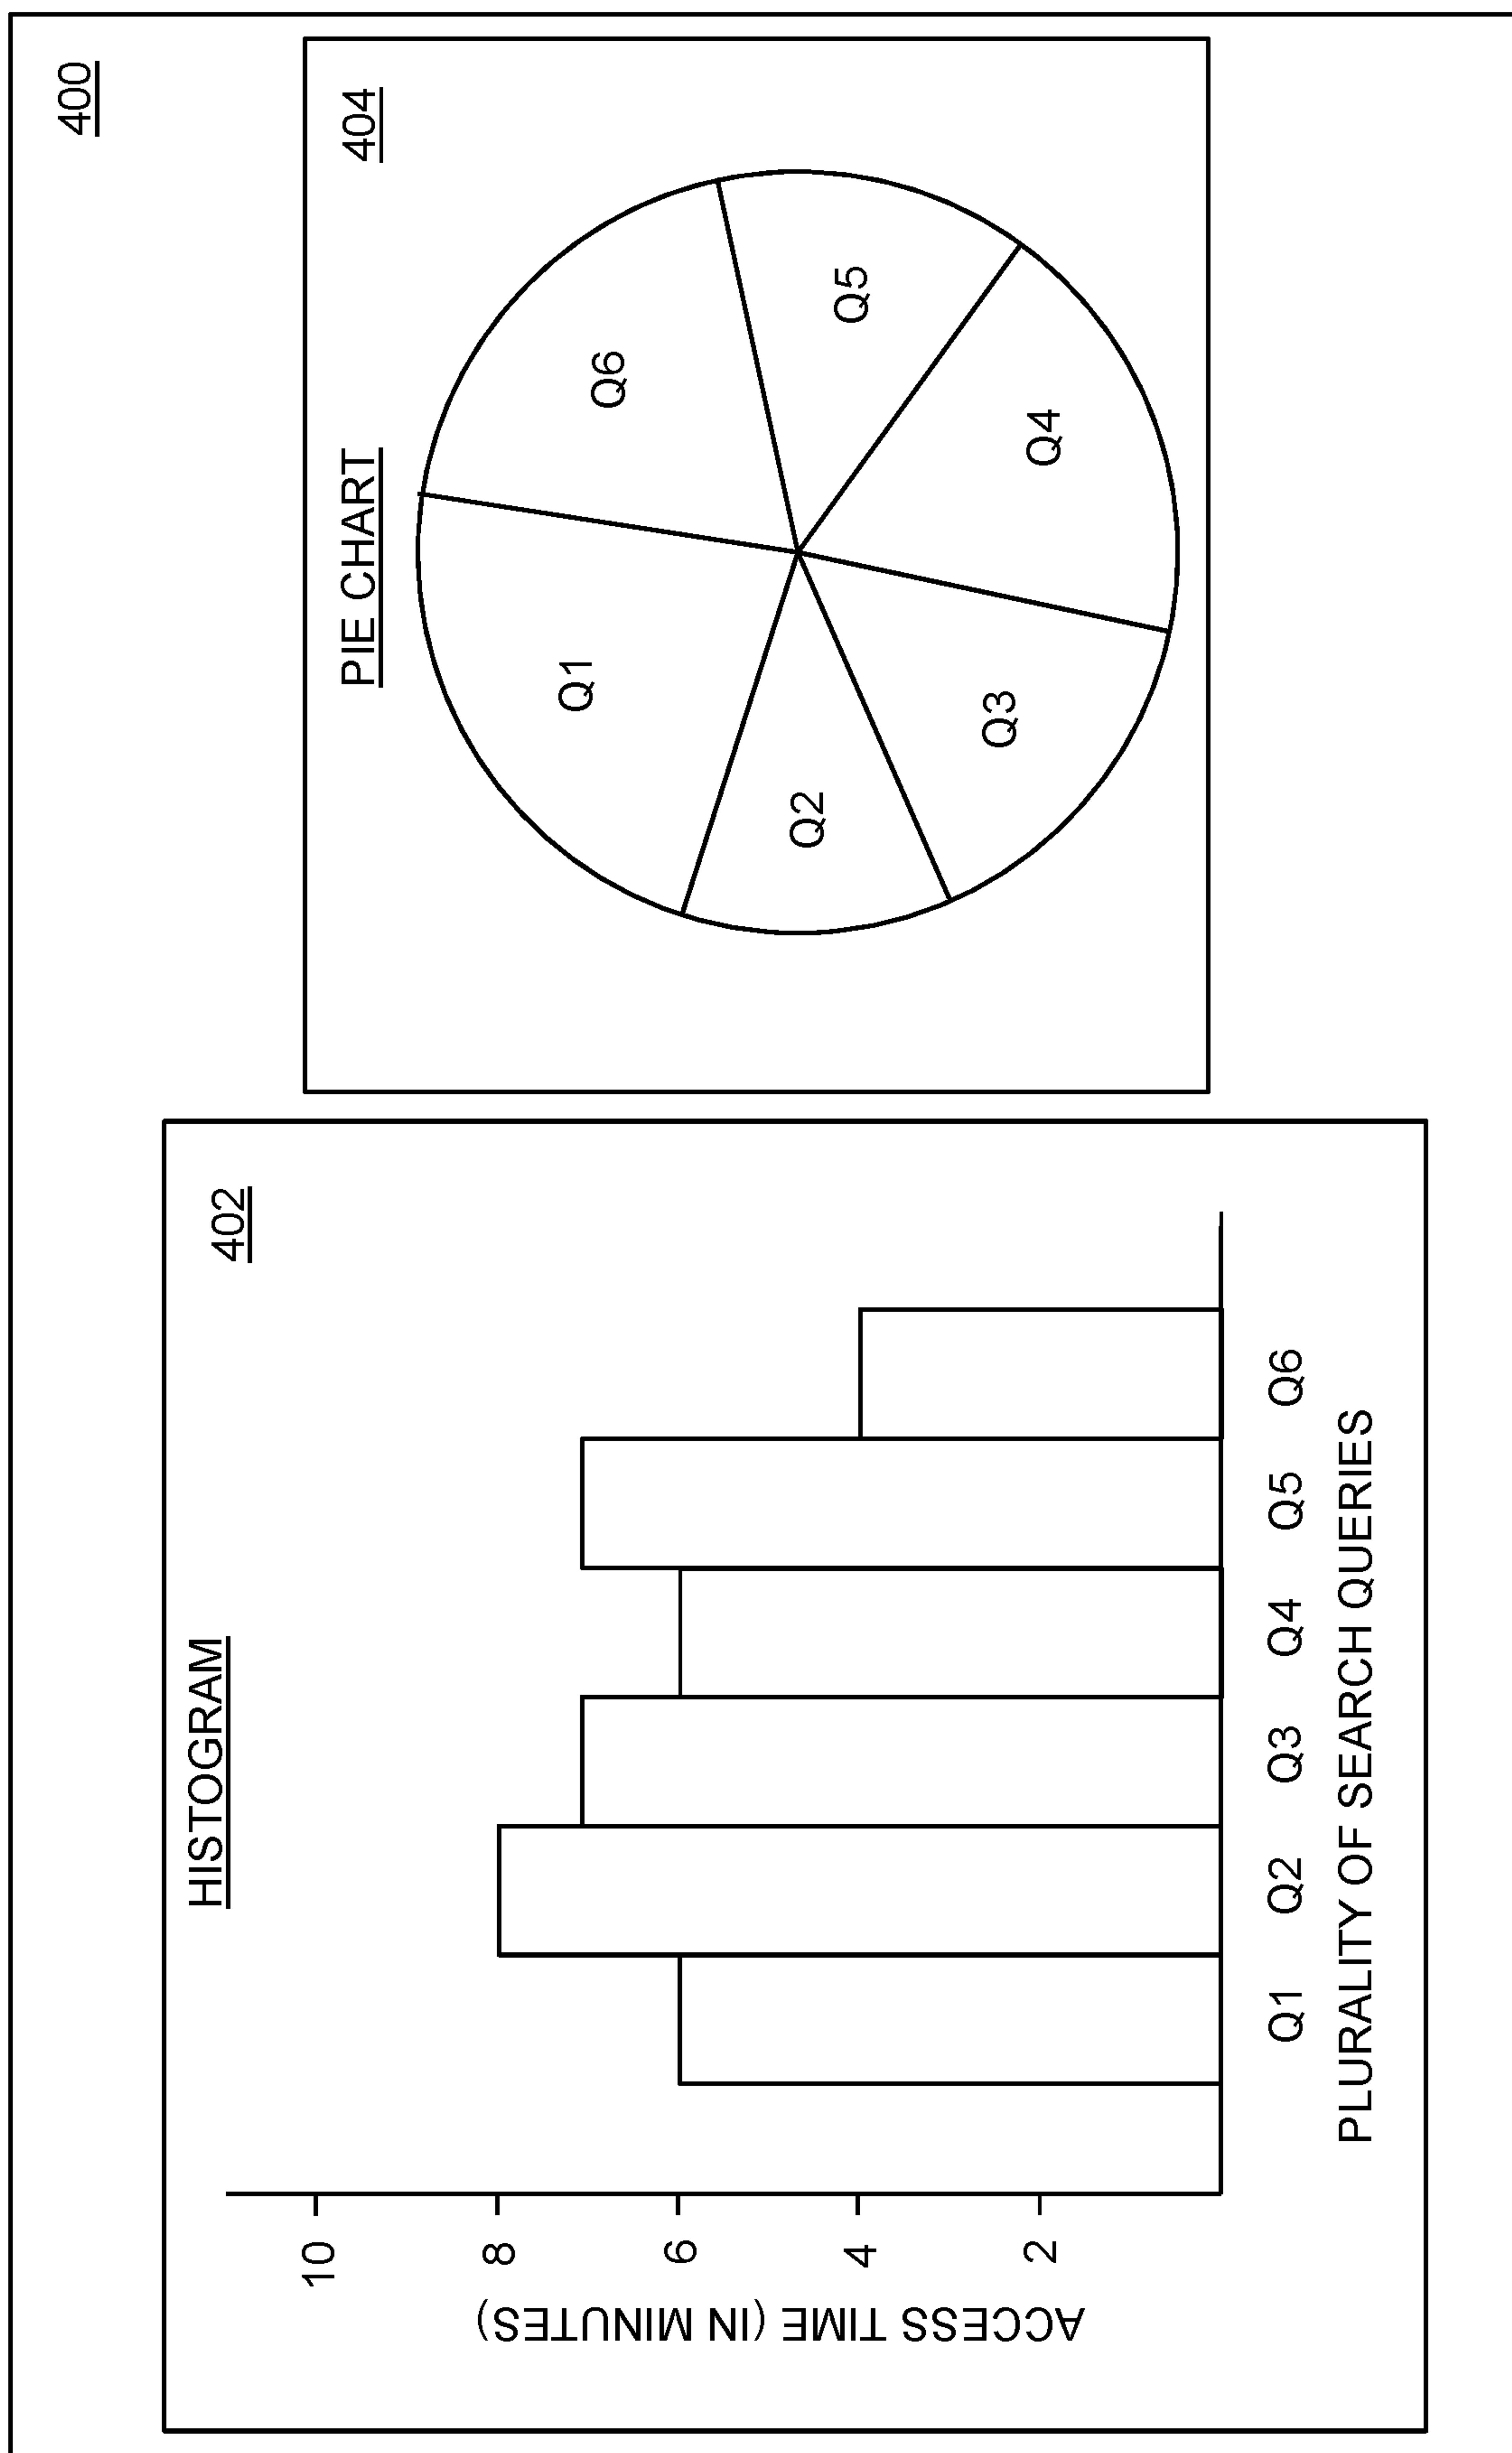 400
HISTOGRAM
402
ACCESS TIME (IN MINUTES)
10
8
6
4
2
Q1 Q2 Q3 Q4 Q5 Q6
PLURALITY OF SEARCH QUERIES
PIE CHART
404
Q1
Q6
Q2
Q5
Q3
Q4